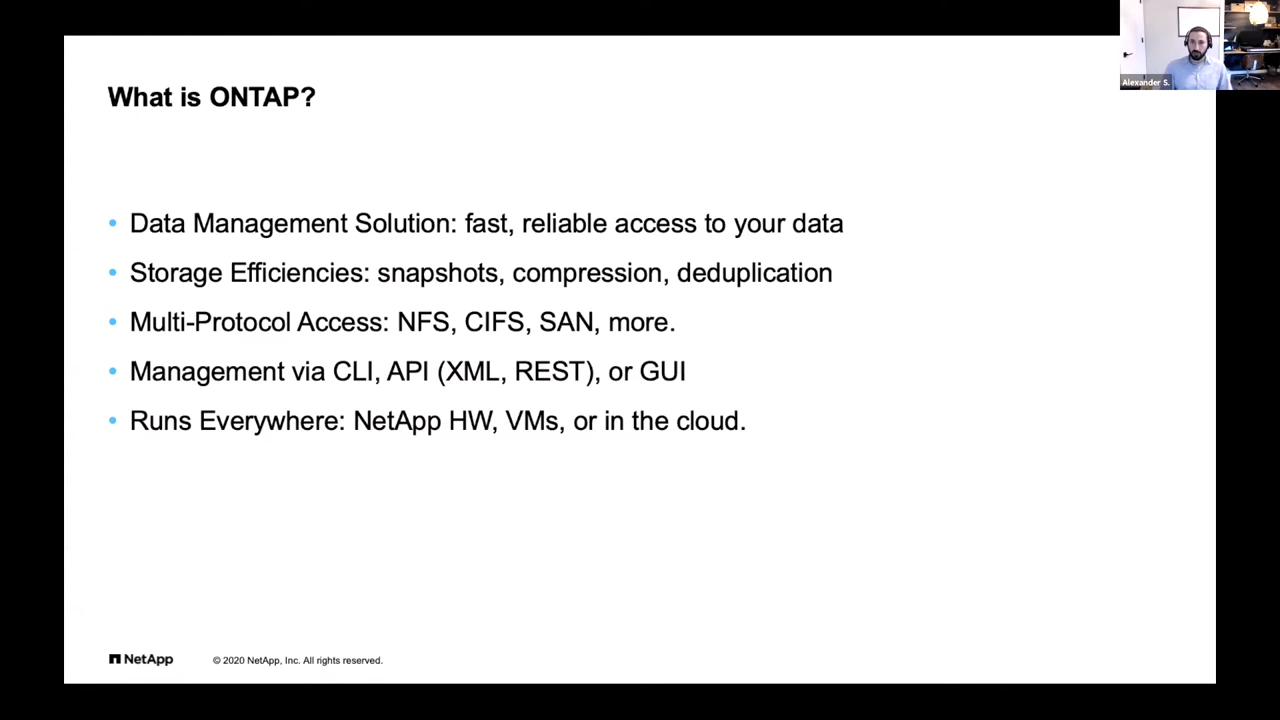 Alexander S.
What is ONTAP?
• Data Management Solution: fast, reliable access to your data
• Storage Efficiencies: snapshots, compression, deduplication
• Multi-Protocol Access: NFS, CIFS, SAN, more.
• Management via CLI, API (XML, REST), or GUI
• Runs Everywhere: NetApp HW, VMs, or in the cloud.
NetApp © 2020 NetApp, Inc. All rights reserved.